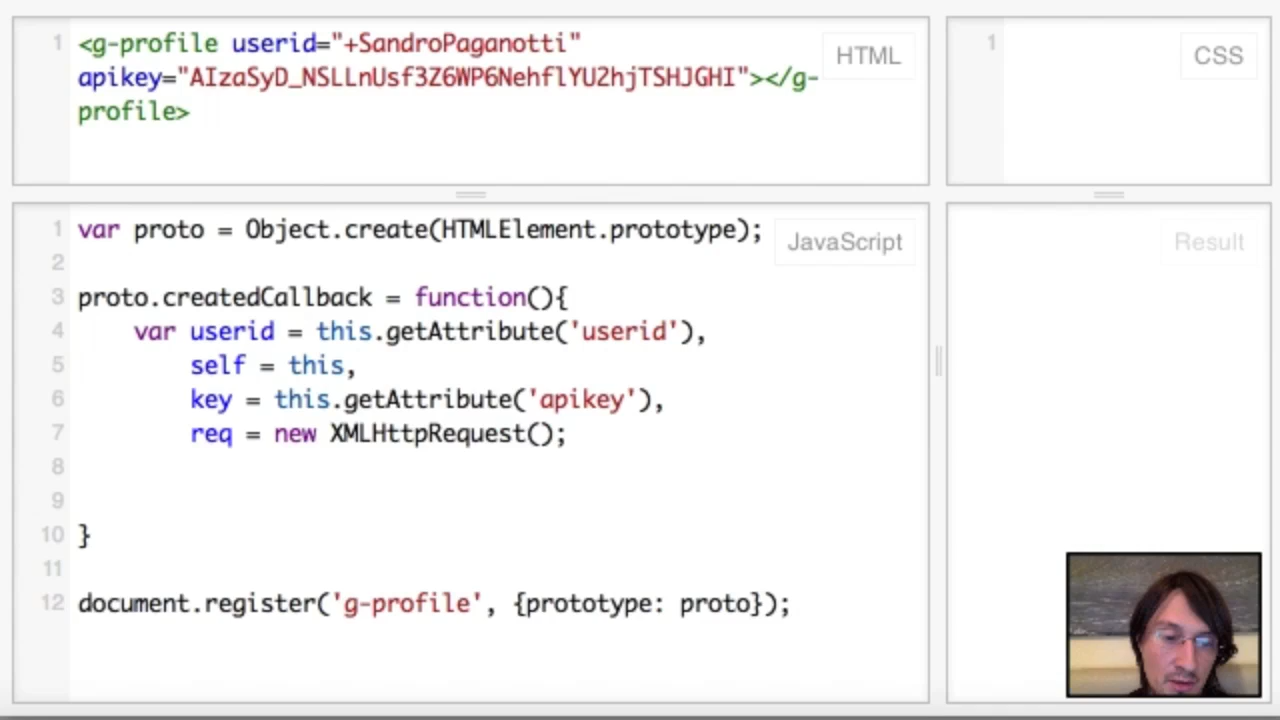 1 <g-profile userid="+SandroPaganotti"
apikey="AIzaSyD_NSLLnUsf3Z6WP6NehflYU2hjTSHJGHI"></g-
profile>
HTML
1
CSS
1 var proto = Object.create(HTMLElement.prototype);
JavaScript
2
3 proto.createdCallback = function(){
4 var userid = this.getAttribute('userid'),
5 self = this,
6 key = this.getAttribute('apikey'),
7 req = new XMLHttpRequest();
8
9
10 }
11
12 document.register('g-profile', {prototype: proto});
Result